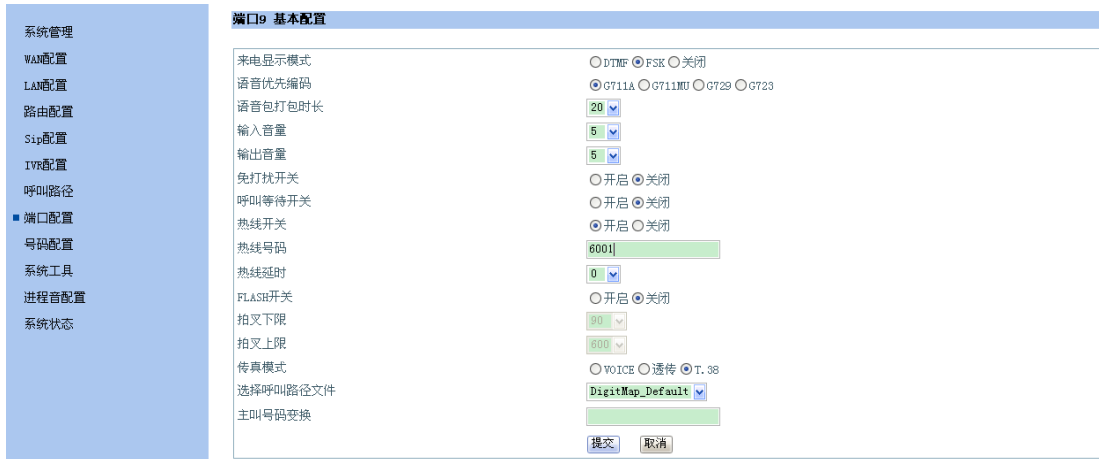 系统管理
WAN配置
LAN配置
路由配置
Sip配置
IVR配置
呼叫路径
端口配置
号码配置
系统工具
进程音配置
系统状态
端口9 基本配置
来电显示模式 DTMF FSK 关闭
语音优先编码 G711A G711MU G729 G723
语音包打包时长 20
输入音量 5
输出音量 5
免打扰开关 开启 关闭
呼叫等待开关 开启 关闭
热线开关 开启 关闭
热线号码 6001
热线延时 0
FLASH开关 开启 关闭
拍叉下限 90
拍叉上限 600
传真模式 VOICE 透传 T.38
选择呼叫路径文件 DigitMap_Default
主叫号码变换
提交 取消